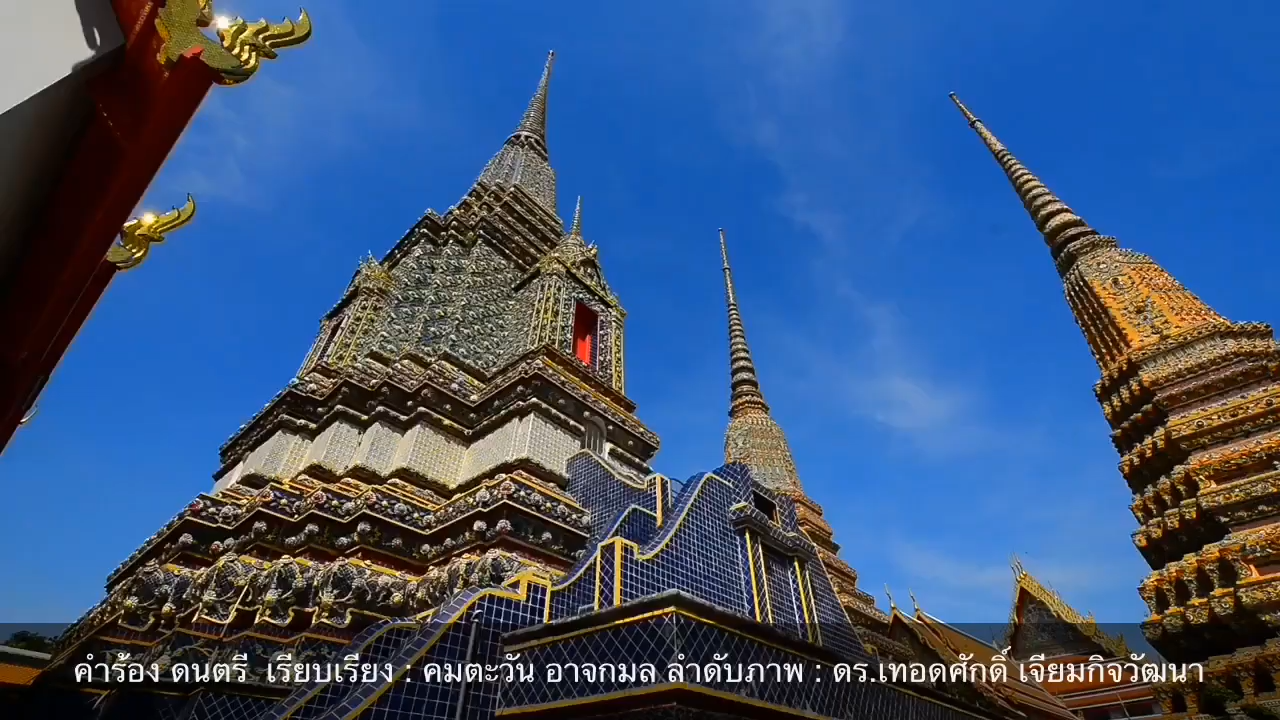 คำร้อง ดนตรี  เรียบเรียง : คมตะวัน อาจกมล ลำดับภาพ : ดร.เทอดศักดิ์ เจียมกิจวัฒนา